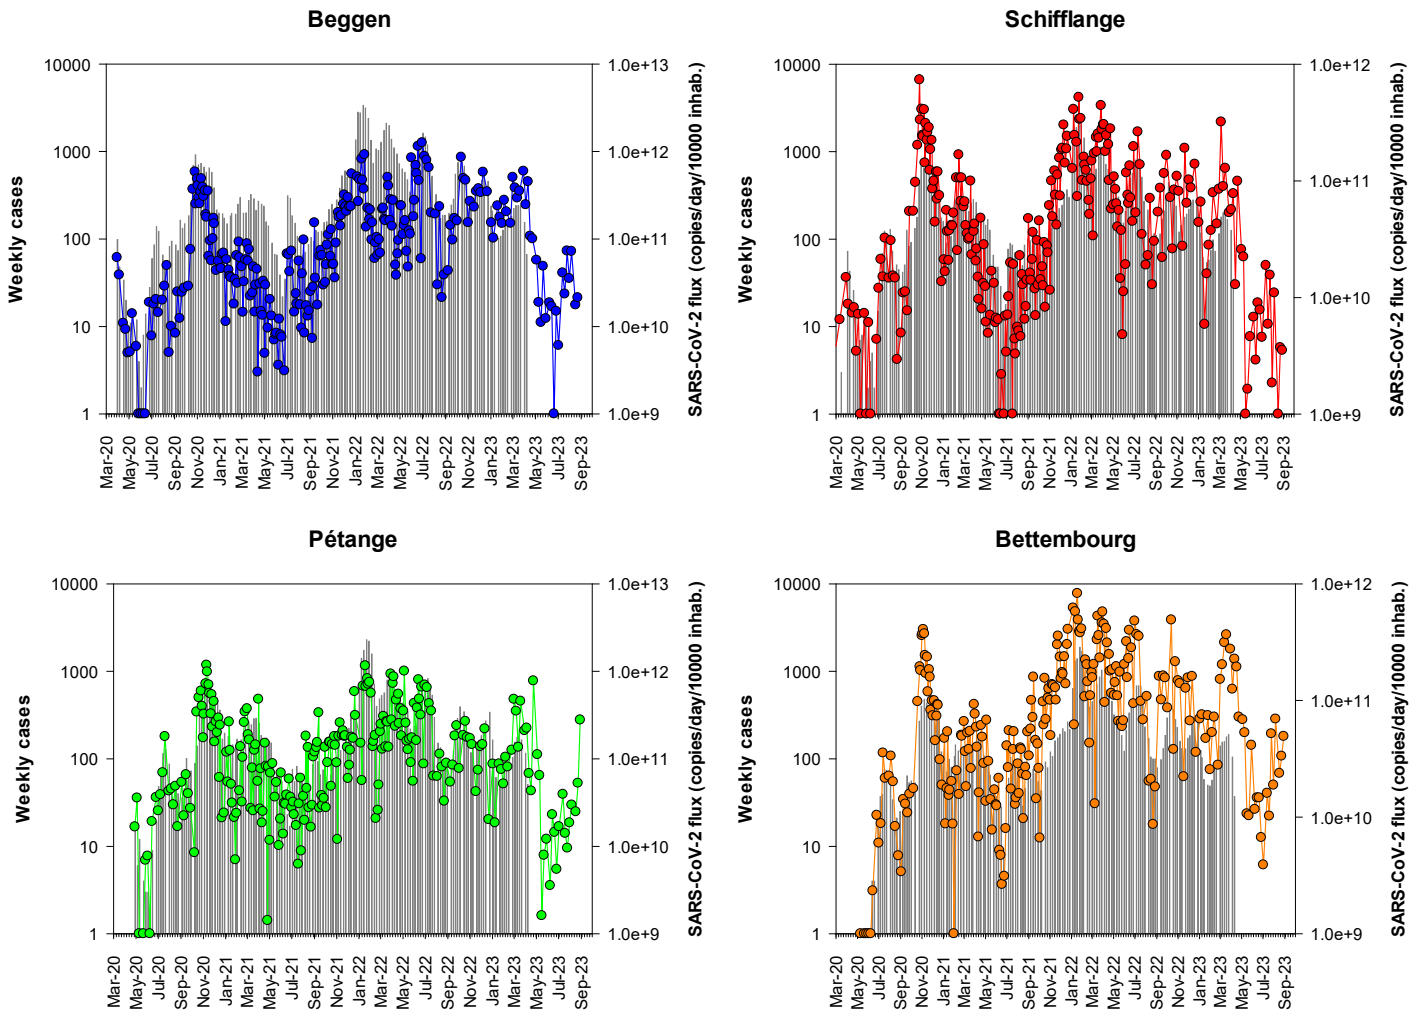 Beggen
Weekly cases
10000
1000
100
10
1
1.0e+13
1.0e+12
1.0e+11
1.0e+10
1.0e+9
SARS-CoV-2 flux (copies/day/10000 inhab.)
Mar-20
May-20
Jul-20
Sep-20
Nov-20
Jan-21
Mar-21
May-21
Jul-21
Sep-21
Nov-21
Jan-22
Mar-22
May-22
Jul-22
Sep-22
Nov-22
Jan-23
Mar-23
May-23
Jul-23
Sep-23
Schifflange
Weekly cases
10000
1000
100
10
1
1.0e+12
1.0e+11
1.0e+10
1.0e+9
SARS-CoV-2 flux (copies/day/10000 inhab.)
Mar-20
May-20
Jul-20
Sep-20
Nov-20
Jan-21
Mar-21
May-21
Jul-21
Sep-21
Nov-21
Jan-22
Mar-22
May-22
Jul-22
Sep-22
Nov-22
Jan-23
Mar-23
May-23
Jul-23
Sep-23
Pétange
Weekly cases
10000
1000
100
10
1
1.0e+13
1.0e+12
1.0e+11
1.0e+10
1.0e+9
SARS-CoV-2 flux (copies/day/10000 inhab.)
Mar-20
May-20
Jul-20
Sep-20
Nov-20
Jan-21
Mar-21
May-21
Jul-21
Sep-21
Nov-21
Jan-22
Mar-22
May-22
Jul-22
Sep-22
Nov-22
Jan-23
Mar-23
May-23
Jul-23
Sep-23
Bettembourg
Weekly cases
10000
1000
100
10
1
1.0e+12
1.0e+11
1.0e+10
1.0e+9
SARS-CoV-2 flux (copies/day/10000 inhab.)
Mar-20
May-20
Jul-20
Sep-20
Nov-20
Jan-21
Mar-21
May-21
Jul-21
Sep-21
Nov-21
Jan-22
Mar-22
May-22
Jul-22
Sep-22
Nov-22
Jan-23
Mar-23
May-23
Jul-23
Sep-23